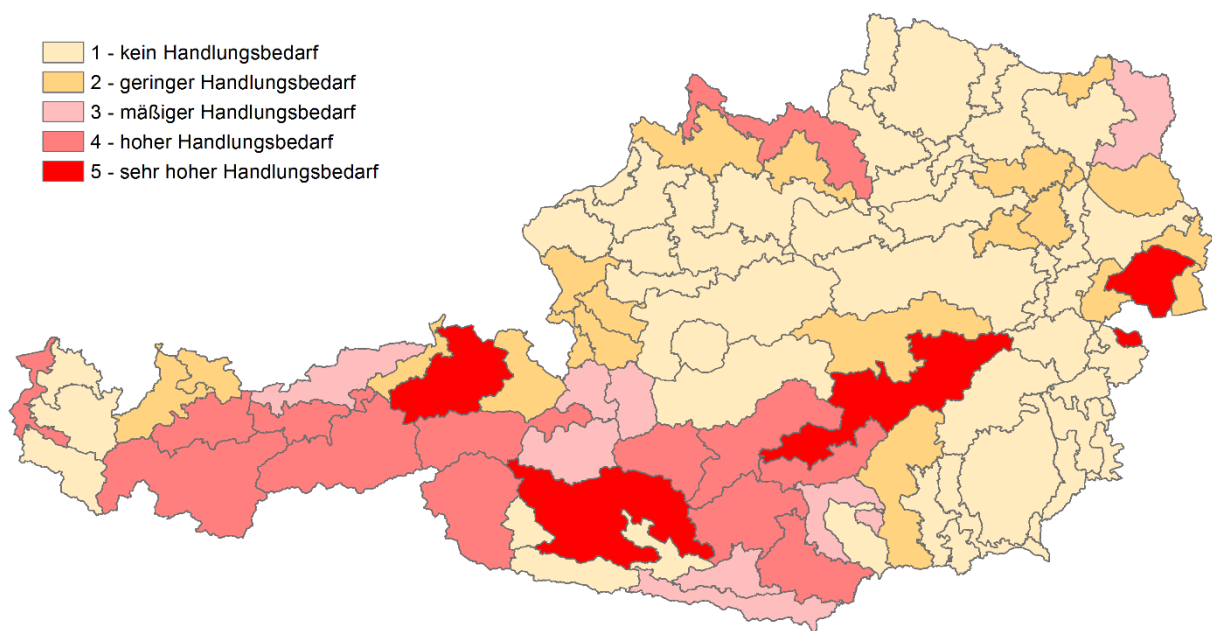 1 - kein Handlungsbedarf
2 - geringer Handlungsbedarf
3 - mäßiger Handlungsbedarf
4 - hoher Handlungsbedarf
5 - sehr hoher Handlungsbedarf